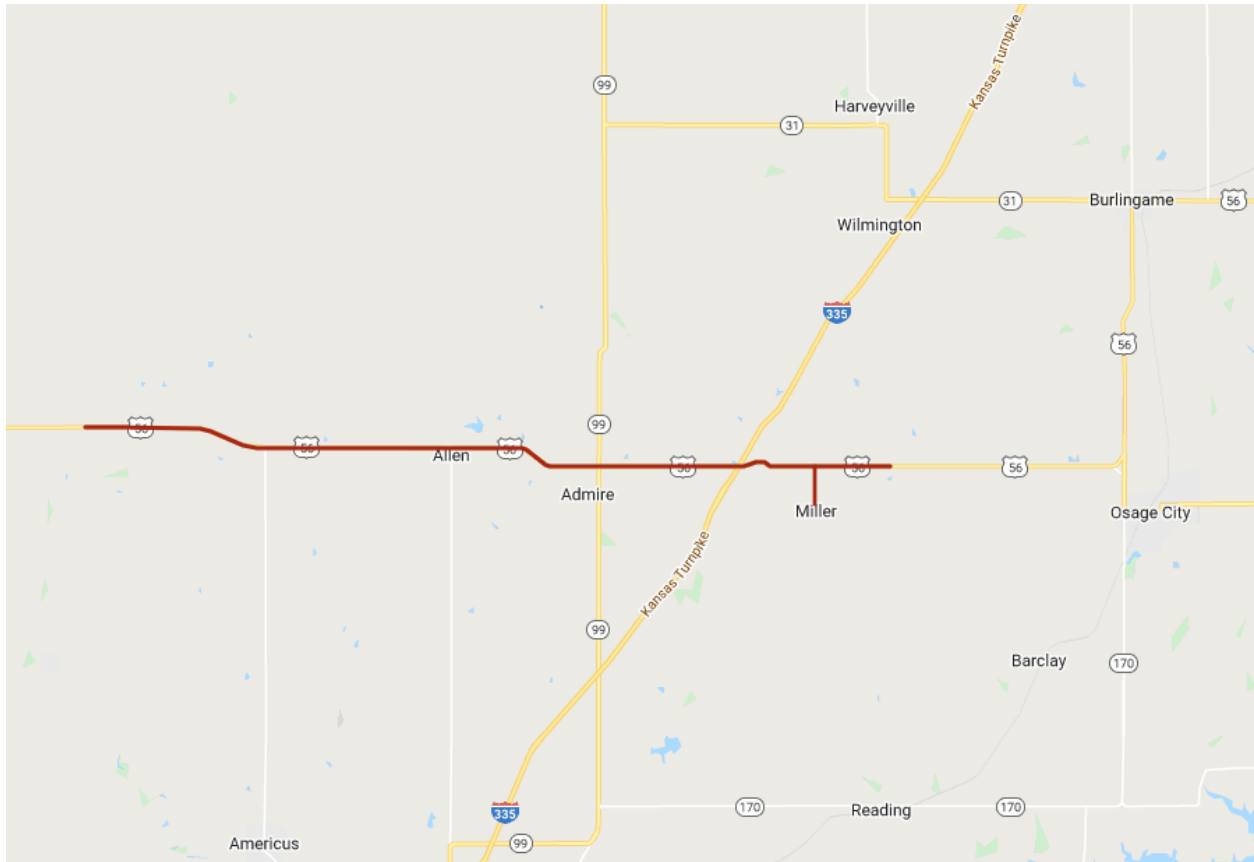 Kansas Turnpike
99
Harveyville
31
31
Burlingame
56
Wilmington
335
56
99
56
56
Allen
56
56
56
56
Admire
Miller
Osage City
Kansas Turnpike
99
Barclay
170
170
Reading
170
335
Americus
99